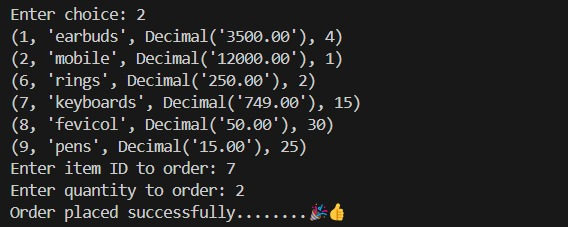 Enter choice: 2
(1, 'earbuds', Decimal('3500.00'), 4)
(2, 'mobile', Decimal('12000.00'), 1)
(6, 'rings', Decimal('250.00'), 2)
(7, 'keyboards', Decimal('749.00'), 15)
(8, 'fevicol', Decimal('50.00'), 30)
(9, 'pens', Decimal('15.00'), 25)
Enter item ID to order: 7
Enter quantity to order: 2
Order placed successfully........🎉👍